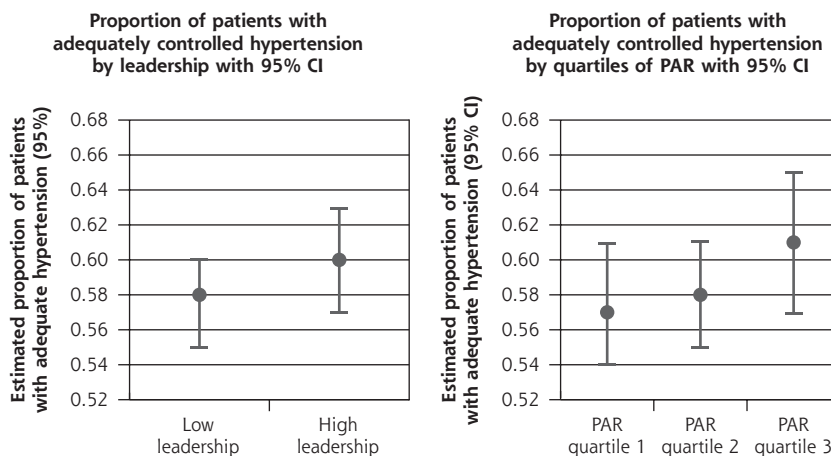 Proportion of patients with
adequately controlled hypertension
by leadership with 95% CI
Estimated proportion of patients
with adequate hypertension (95%)
0.68
0.66
0.64
0.62
0.60
0.58
0.56
0.54
0.52
Low
leadership
High
leadership
Proportion of patients with
adequately controlled hypertension
by quartiles of PAR with 95% CI
Estimated proportion of patients
with adequate hypertension (95% CI)
0.68
0.66
0.64
0.62
0.60
0.58
0.56
0.54
0.52
PAR
quartile 1
PAR
quartile 2
PAR
quartile 3